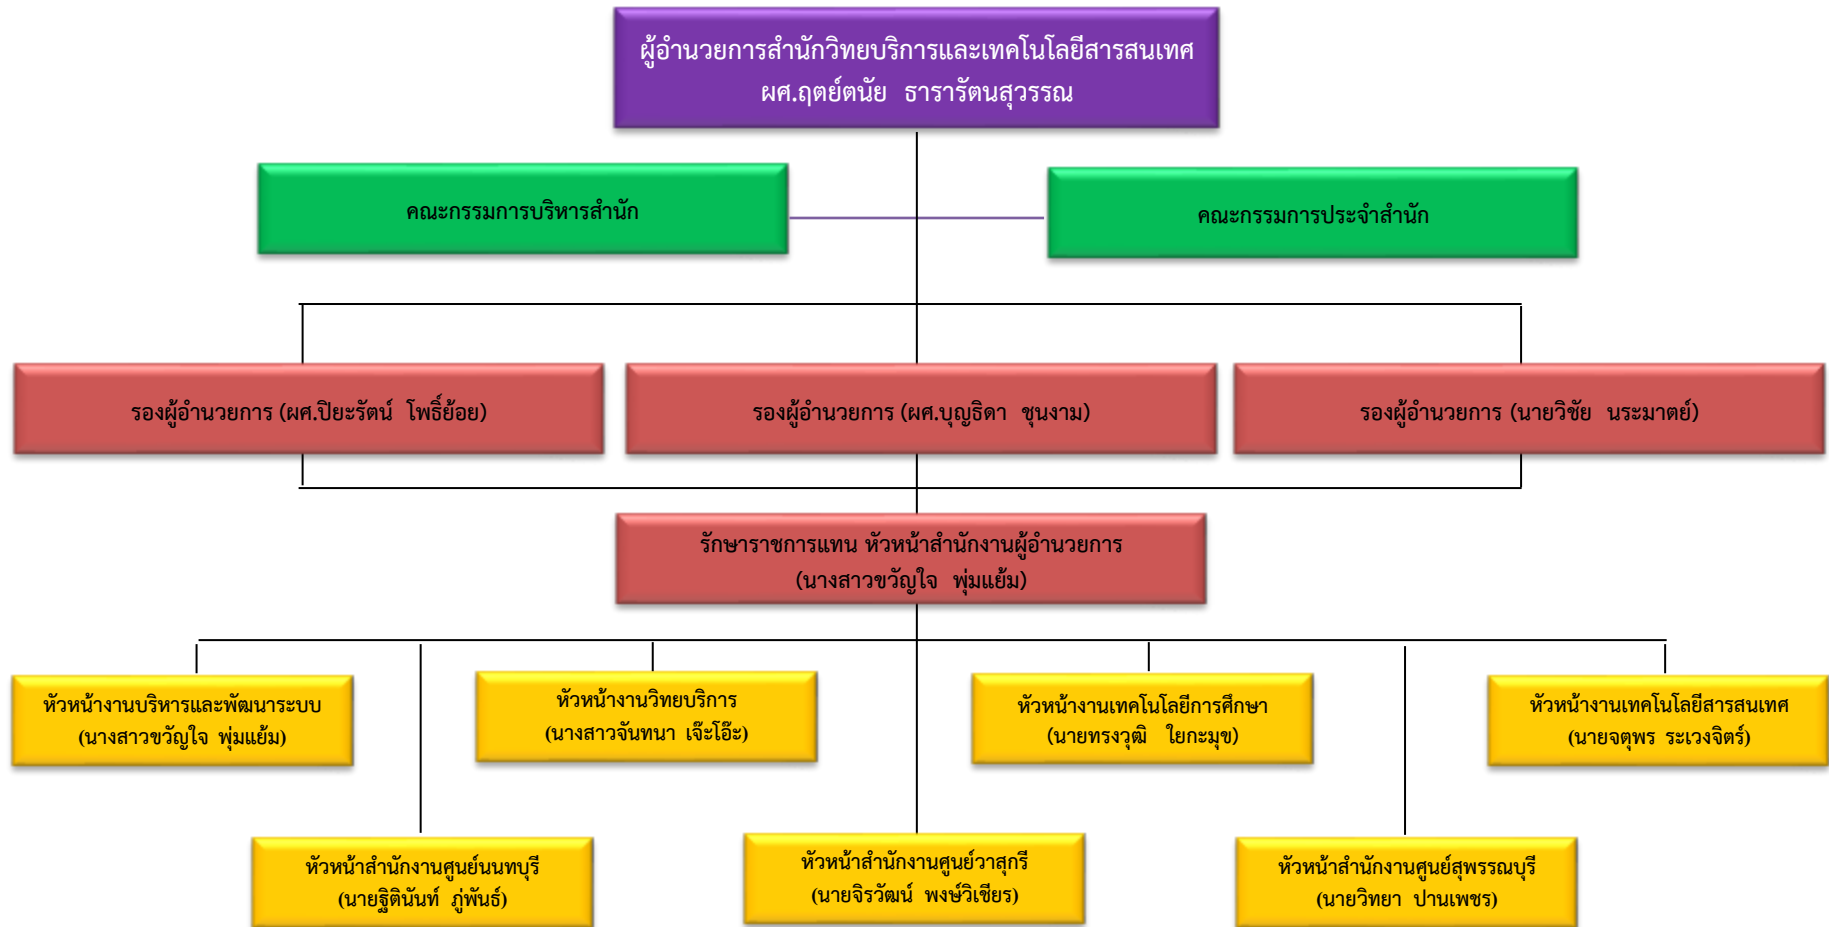 ผู้อำนวยการสำนักวิทยบริการและเทคโนโลยีสารสนเทศ
ผศ.ฤตย์ตนัย ธารารัตนสุวรรณ
คณะกรรมการบริหารสำนัก
คณะกรรมการประจำสำนัก
รองผู้อำนวยการ (ผศ.ปิยะรัตน์ โพธิ์ย้อย)
รองผู้อำนวยการ (ผศ.บุญธิดา ชุนงาม)
รองผู้อำนวยการ (นายวิชัย นระมาตย์)
รักษาราชการแทน หัวหน้าสำนักงานผู้อำนวยการ
(นางสาวขวัญใจ พุ่มแย้ม)
หัวหน้างานบริหารและพัฒนาระบบ
(นางสาวขวัญใจ พุ่มแย้ม)
หัวหน้างานวิทยบริการ
(นางสาวจันทนา เจ๊ะโอ๊ะ)
หัวหน้างานเทคโนโลยีการศึกษา
(นายทรงวุฒิ ใยกะมุข)
หัวหน้างานเทคโนโลยีสารสนเทศ
(นายจตุพร ระเวงจิตร์)
หัวหน้าสำนักงานศูนย์นนทบุรี
(นายฐิตินันท์ ภู่พันธ์)
หัวหน้าสำนักงานศูนย์วาสุกรี
(นายจิรวัฒน์ พงษ์วิเชียร)
หัวหน้าสำนักงานศูนย์สุพรรณบุรี
(นายวิทยา ปานเพชร)